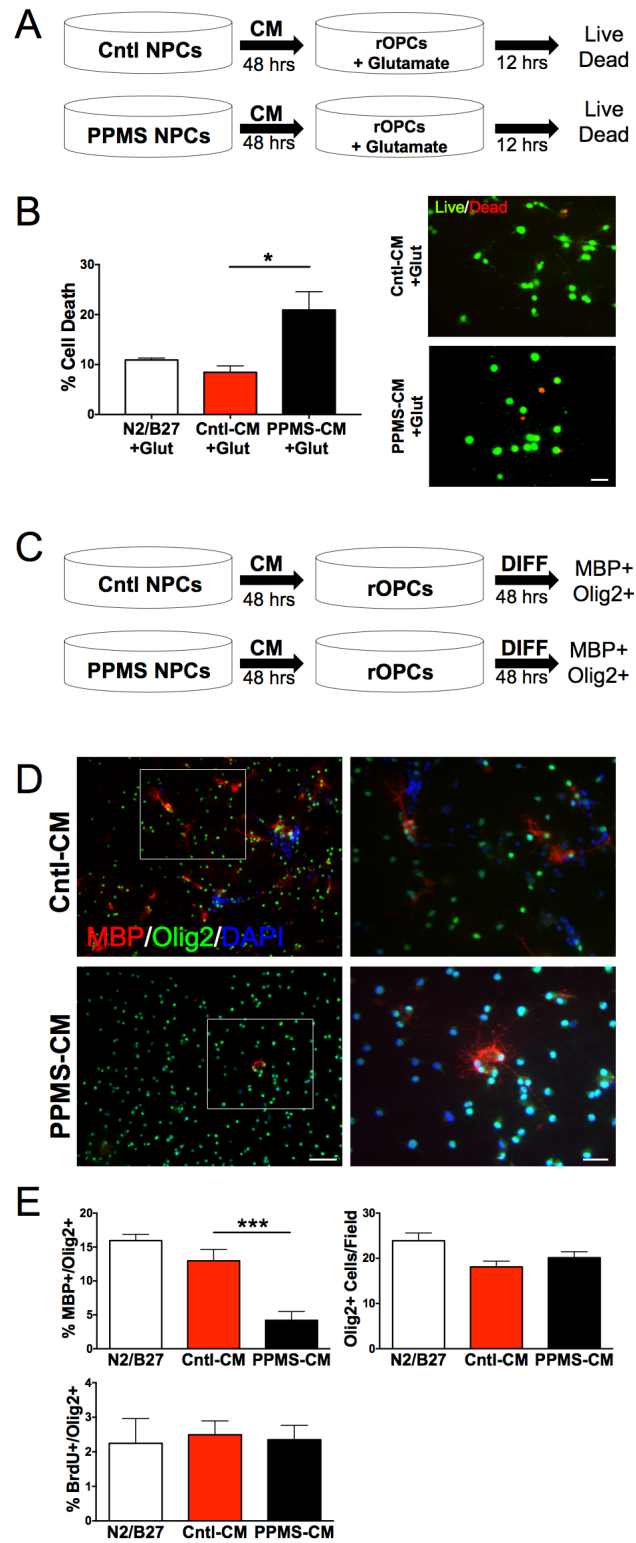 A
Cntl NPCs
CM
48 hrs
rOPCs
+ Glutamate
12 hrs
Live
Dead
PPMS NPCs
CM
48 hrs
rOPCs
+ Glutamate
12 hrs
Live
Dead
B
% Cell Death
30
20
10
0
N2/B27
+Glut
Cntl-CM
+Glut
PPMS-CM
+Glut
*
Live/Dead
Cntl-CM
+Glut
PPMS-CM
+Glut
C
Cntl NPCs
CM
48 hrs
rOPCs
DIFF
48 hrs
MBP+
Olig2+
PPMS NPCs
CM
48 hrs
rOPCs
DIFF
48 hrs
MBP+
Olig2+
D
Cntl-CM
MBP/Olig2/DAPI
PPMS-CM
E
% MBP+/Olig2+
20
15
10
5
0
***
N2/B27
Cntl-CM
PPMS-CM
Olig2+ Cells/Field
30
20
10
0
N2/B27
Cntl-CM
PPMS-CM
% BrdU+/Olig2+
4
3
2
1
0
N2/B27
Cntl-CM
PPMS-CM